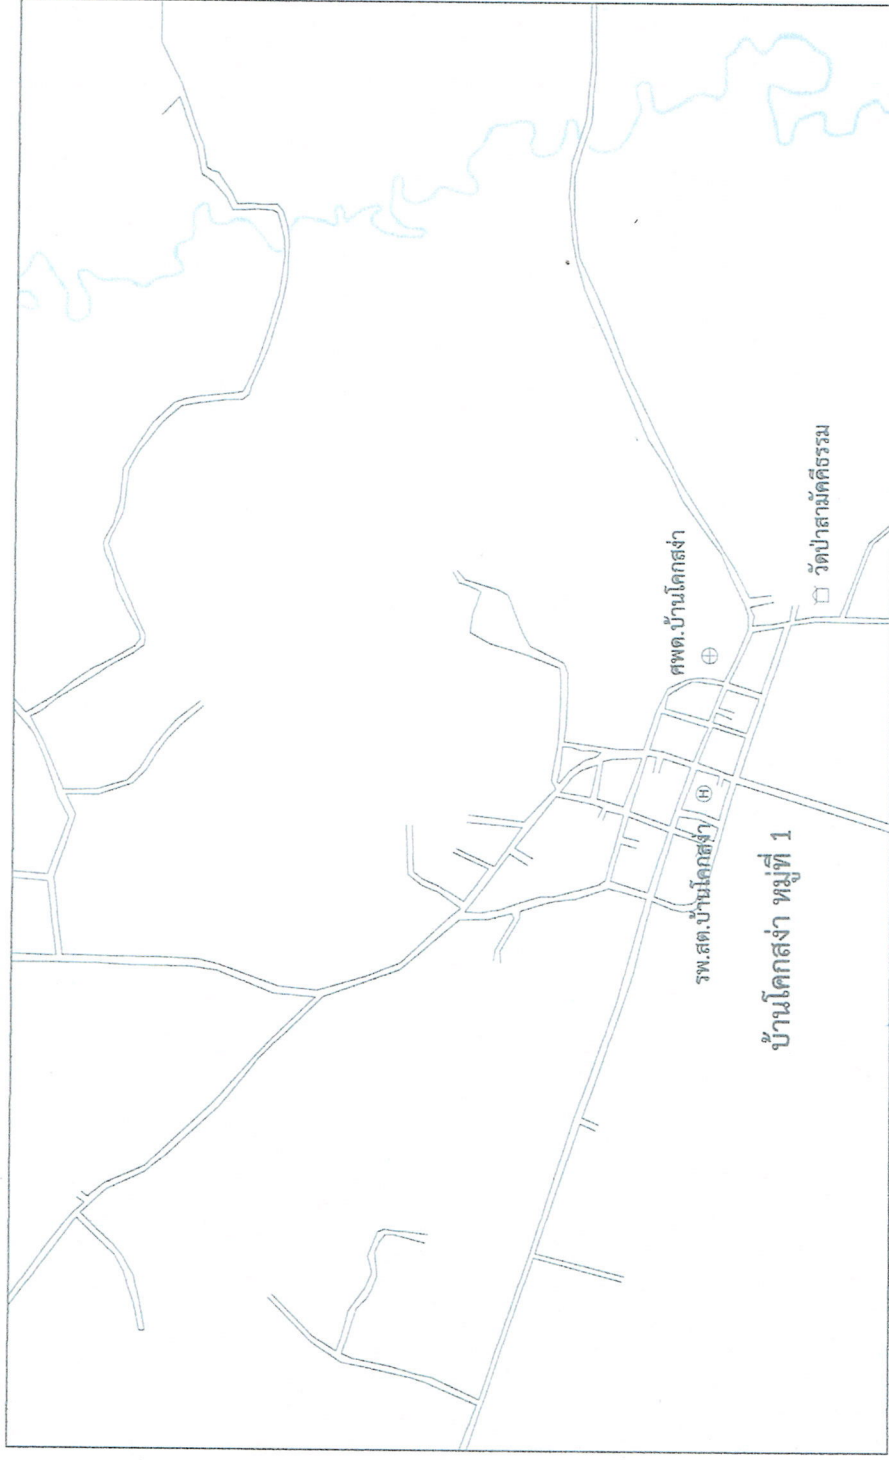 ศพด.บ้านโคกสง่า
วัดป่าสามัคคีธรรม
รพ.สต.บ้านโคกสง่า
H
บ้านโคกสง่า หมู่ที่ 1